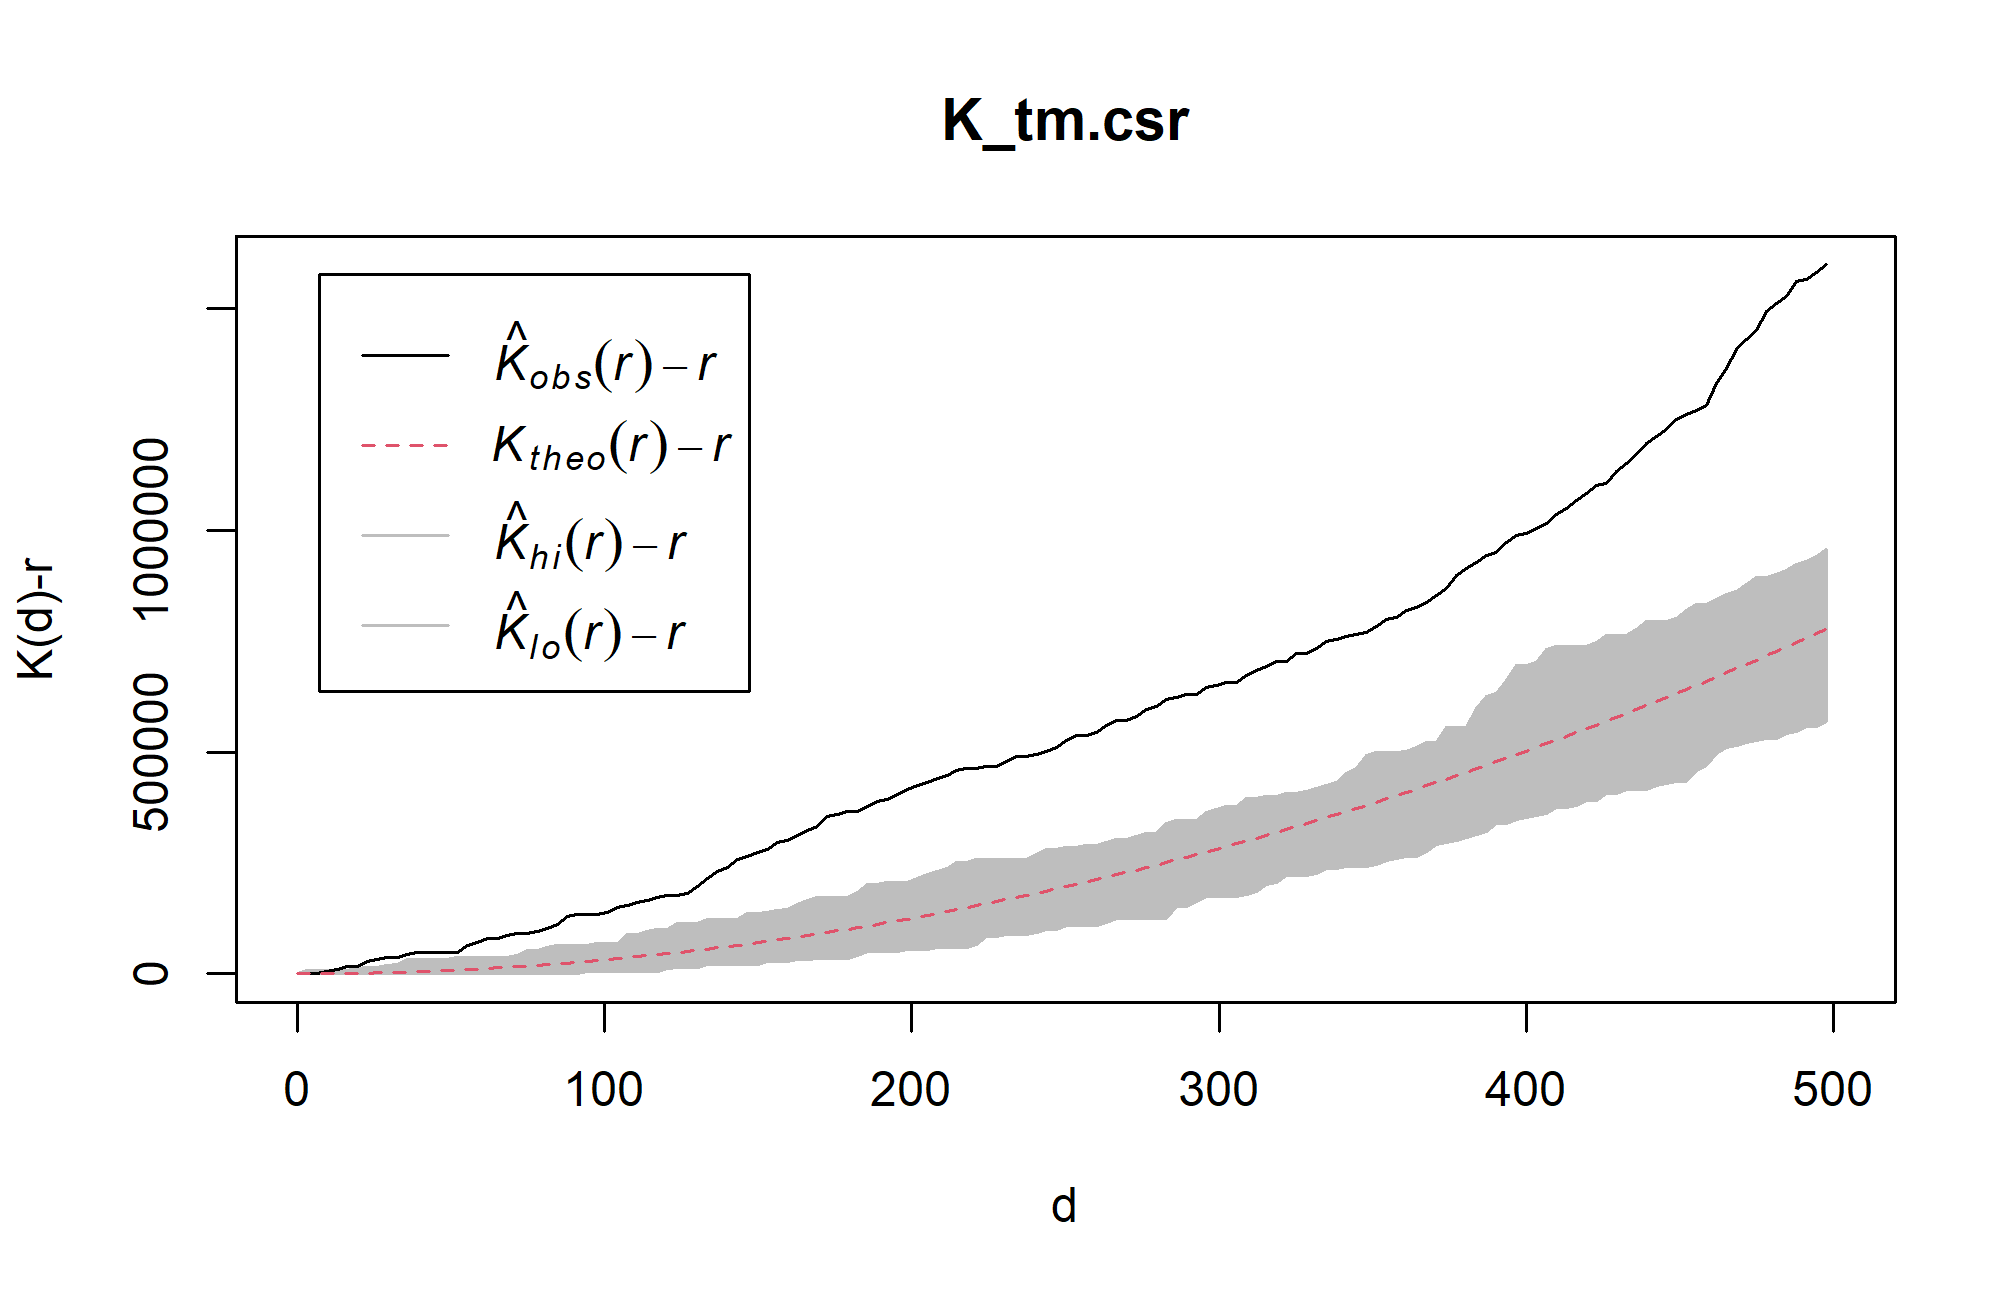 K_tm.csr
K̂obs(r) − r
Ktheo(r) − r
K̂hi(r) − r
K̂lo(r) − r
K(d)-r
0 500000 1000000
0 100 200 300 400 500
d